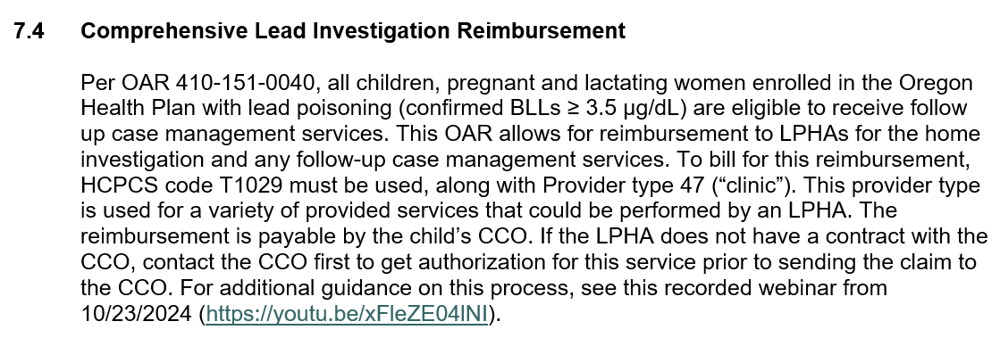 7.4 Comprehensive Lead Investigation Reimbursement
Per OAR 410-151-0040, all children, pregnant and lactating women enrolled in the Oregon
Health Plan with lead poisoning (confirmed BLLs ≥ 3.5 µg/dL) are eligible to receive follow
up case management services. This OAR allows for reimbursement to LPHAs for the home
investigation and any follow-up case management services. To bill for this reimbursement,
HCPCS code T1029 must be used, along with Provider type 47 (“clinic”). This provider type
is used for a variety of provided services that could be performed by an LPHA. The
reimbursement is payable by the child’s CCO. If the LPHA does not have a contract with the
CCO, contact the CCO first to get authorization for this service prior to sending the claim to
the CCO. For additional guidance on this process, see this recorded webinar from
10/23/2024 (https://youtu.be/xFleZE04lNI).